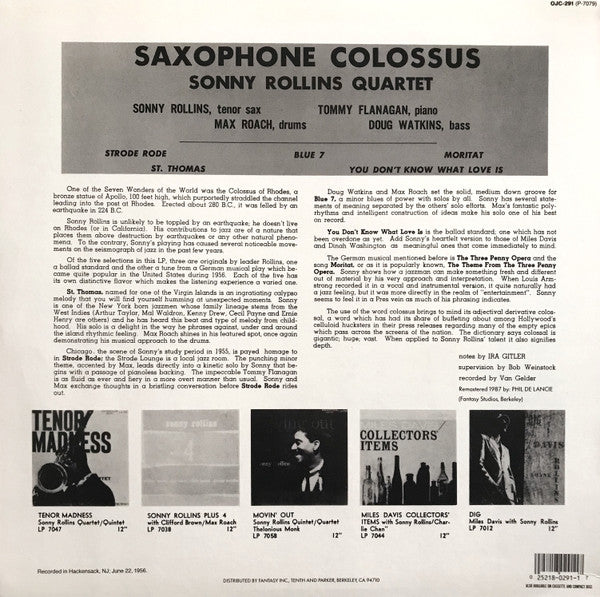 OJC-291 (P-7079)
SAXOPHONE COLOSSUS
SONNY ROLLINS QUARTET
SONNY ROLLINS, tenor sax TOMMY FLANAGAN, piano
MAX ROACH, drums DOUG WATKINS, bass
STRODE RODE BLUE 7 MORITAT
ST. THOMAS YOU DON'T KNOW WHAT LOVE IS
One of the Seven Wonders of the World was the Colossus of Rhodes, a
bronze statue of Apollo, 100 feet high, which purportedly straddled the channel
leading into the post at Rhodes. Erected about 280 B.C., it was felled by an
earthquake in 224 B.C.
Sonny Rollins is unlikely to be toppled by an earthquake; he doesn't live
on Rhodes (or in California). His contributions to jazz are of a nature that
places them above destruction by earthquakes or any other natural pheno-
mena. To the contrary, Sonny's playing has caused several noticeable move-
ments on the seismograph of jazz in the past few years.
Of the five selections in this LP, three are originals by leader Rollins, one
a ballad standard and the other a tune from a German musical play which be-
came quite popular in the United States during 1956. Each of the five has
its own distinctive flavor which makes the listening experience a varied one.
St. Thomas, named for one of the Virgin Islands is an ingratiating calypso
melody that you will find yourself humming at unexpected moments. Sonny
is one of the New York born jazzmen whose family lineage stems from the
West Indies (Arthur Taylor, Mal Waldron, Kenny Drew, Cecil Payne and Ernie
Henry are others) and he has heard this beat and type of melody from child-
hood. His solo is a delight in the way he phrases against, under and around
the island rhythmic feeling. Max Roach shines in his featured spot, once again
demonstrating his musical approach to the drums.
Chicago, the scene of Sonny's study period in 1955, is payed homage to
in Strode Rode; the Strode Lounge is a local jazz room. The punching minor
theme, accented by Max, leads directly into a kinetic solo by Sonny that be-
gins with a passage of pianoless backing. The impeccable Tommy Flanagan
is as fluid as ever and fiery in a more overt manner than usual. Sonny and
Max exchange thoughts in a bristling conversation before Strode Rode rides
out.
Doug Watkins and Max Roach set the solid, medium down groove for
Blue 7, a minor blues of power with solos by all. Sonny has several state-
ments of meaning separated by the others' solo efforts. Max's fantastic poly-
rhythms and intelligent construction of ideas make his solo one of his best
on record.
You Don't Know What Love Is is the ballad standard; one which has not
been overdone as yet. Add Sonny's heartfelt version to those of Miles Davis
and Dinah Washington as meaningful ones that come immediately to mind.
The German musical mentioned before is The Three Penny Opera and the
song Moritat, or as it is popularly known, The Theme From The Three Penny
Opera. Sonny shows how a jazzman can make something fresh and different
out of material by his very approach and interpretation. When Louis Arm-
strong recorded it in a vocal and instrumental version, it quite naturally had
a jazz feeling, but it was more directly in the realm of "entertainment". Sonny
seems to feel it in a Pres vein as much of his phrasing indicates.
The use of the word colossus brings to mind its adjectival derivative colos-
sal, a word which has had its share of bulleting about among Hollywood's
celluloid hucksters in their press releases regarding many of the empty epics
which pass across the screens of the nation. The dictionary says colossal is
gigantic; huge; vast. When applied to Sonny Rollins' talent it also signifies
depth.
notes by IRA GITLER
supervision by Bob Weinstock
recorded by Van Gelder
Remastered 1987 by: PHIL DE LANCIE
(Fantasy Studios, Berkeley)
TENOR
MADNESS
sonny rollins
movin' out
MILES DAVIS
COLLECTORS'
ITEMS
TENOR MADNESS
Sonny Rollins Quartet/Quintet
LP 7047 12"
SONNY ROLLINS PLUS 4
with Clifford Brown/Max Roach
LP 7038 12"
MOVIN' OUT
Sonny Rollins Quintet/Quartet
Thelonious Monk
LP 7058 12"
MILES DAVIS COLLECTORS'
ITEMS with Sonny Rollins/Char-
lie Chan"
LP 7044 12"
DIG
Miles Davis with Sonny Rollins
LP 7012 12"
Recorded in Hackensack, NJ; June 22, 1956.
DISTRIBUTED BY FANTASY INC., TENTH AND PARKER, BERKELEY, CA 94710
0 25218-0291-1 7
ALSO AVAILABLE ON CASSETTE, AND COMPACT DISC